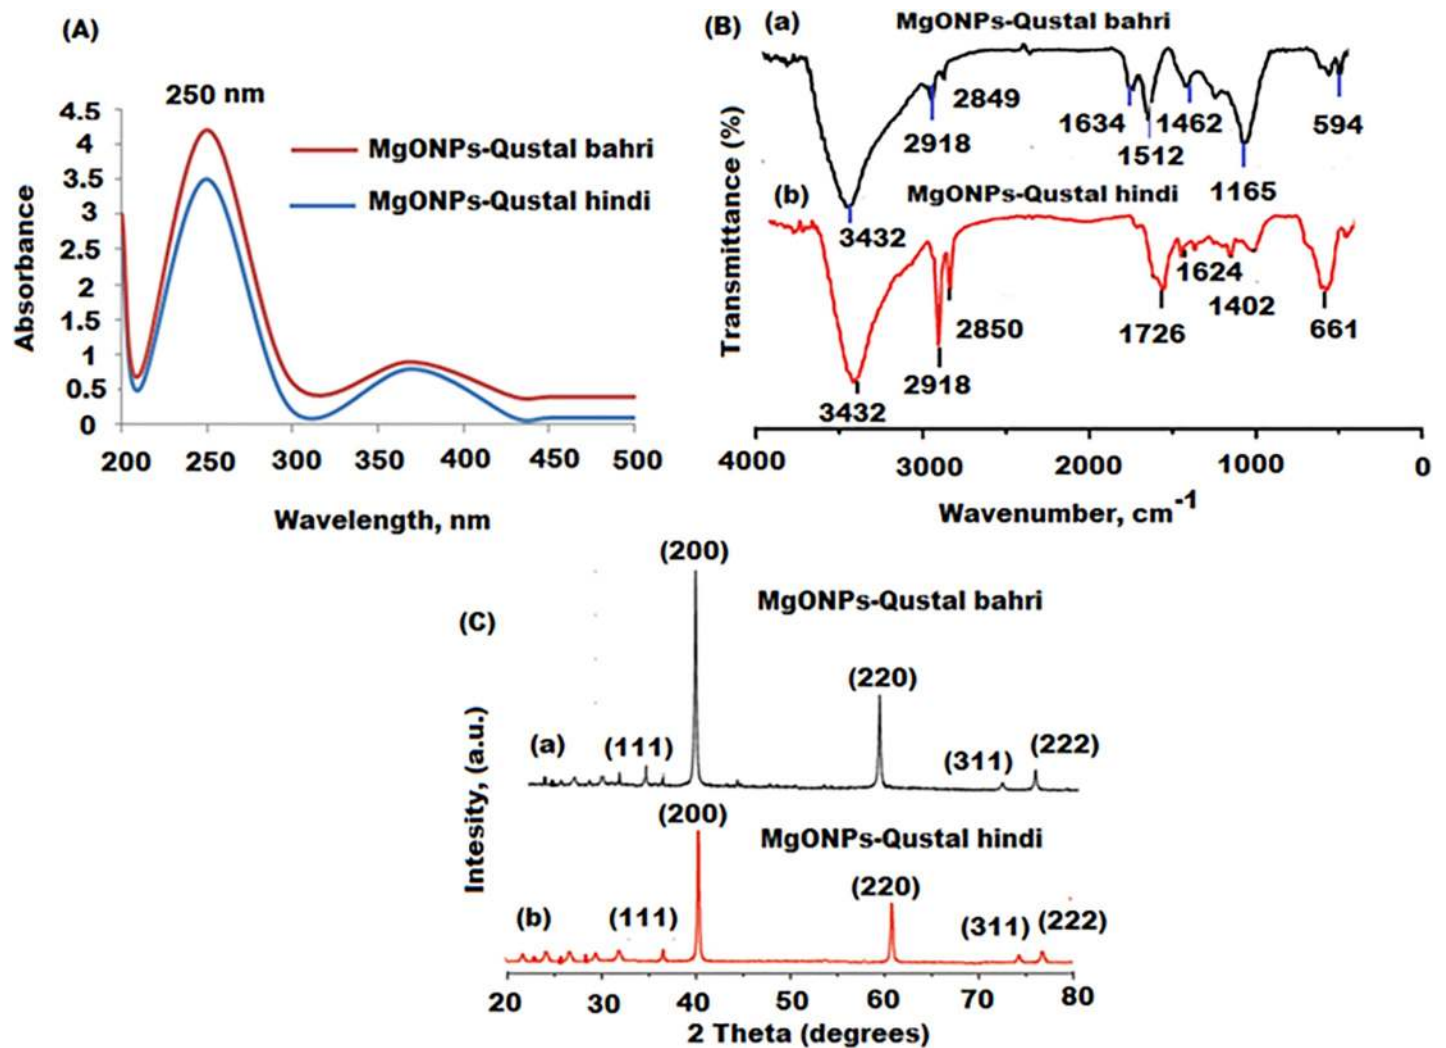 (A)
250 nm
4.5
4
3.5
3
2.5
2
1.5
1
0.5
0
Absorbance
MgONPs-Qustal bahri
MgONPs-Qustal hindi
200 250 300 350 400 450 500
Wavelength, nm
(B)
(a)
MgONPs-Qustal bahri
2849
2918
1634
1462
1512
594
1165
3432
(b)
MgONPs-Qustal hindi
1624
1402
2850
1726
661
2918
3432
Transmittance (%)
4000 3000 2000 1000 0
Wavenumber, cm-1
(C)
(200)
MgONPs-Qustal bahri
(220)
(a)
(111)
(311)
(222)
(200)
MgONPs-Qustal hindi
(220)
(b)
(111)
(311)
(222)
Intesity, (a.u.)
20 30 40 50 60 70 80
2 Theta (degrees)